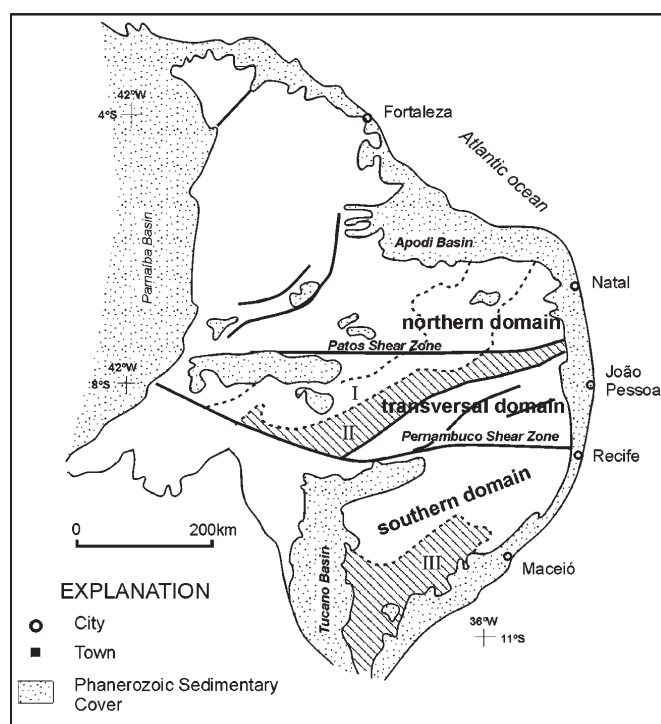 42°W
4°S
Fortaleza
Atlantic ocean
Parnaíba Basin
Apodi Basin
Natal
northern domain
Patos Shear Zone
42°W
8°S
João
Pessoa
I
transversal domain
II
Pernambuco Shear Zone
Recife
southern domain
0 200km
Tucano Basin
III
Maceió
EXPLANATION
City
36°W
11°S
Town
Phanerozoic Sedimentary
Cover